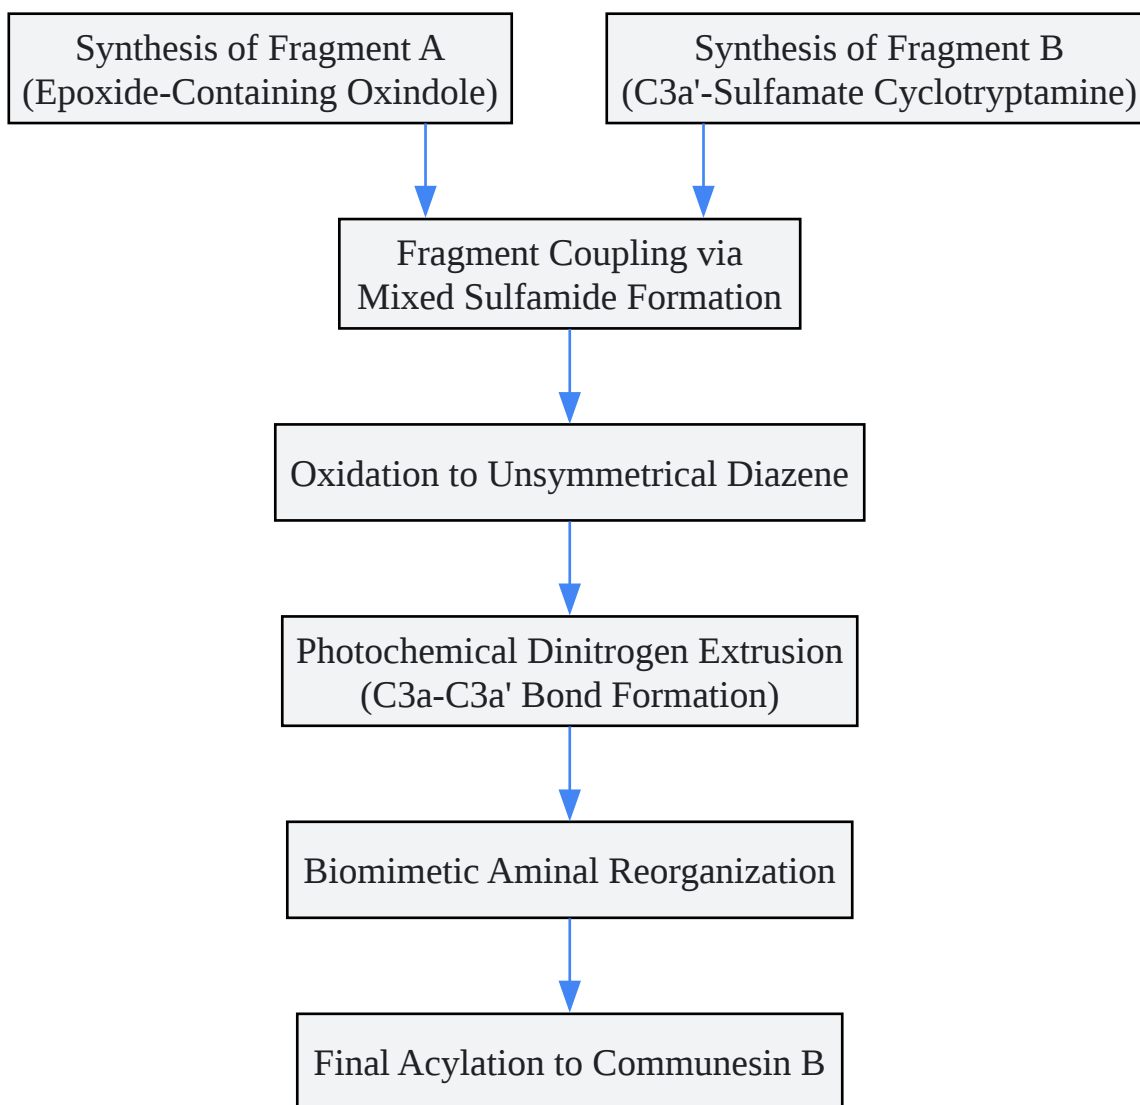 Synthesis of Fragment A
(Epoxide-Containing Oxindole)
Synthesis of Fragment B
(C3a'-Sulfamate Cyclotryptamine)
Fragment Coupling via
Mixed Sulfamide Formation
Oxidation to Unsymmetrical Diazene
Photochemical Dinitrogen Extrusion
(C3a-C3a' Bond Formation)
Biomimetic Aminal Reorganization
Final Acylation to Communesin B